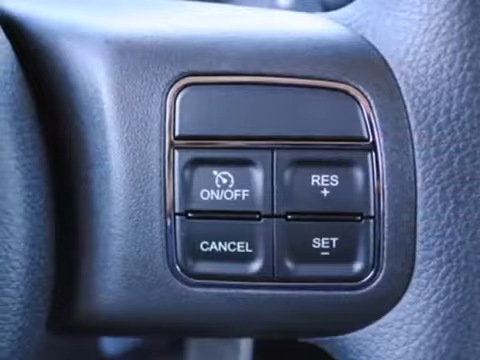 ON/OFF
RES
+
CANCEL
SET
-